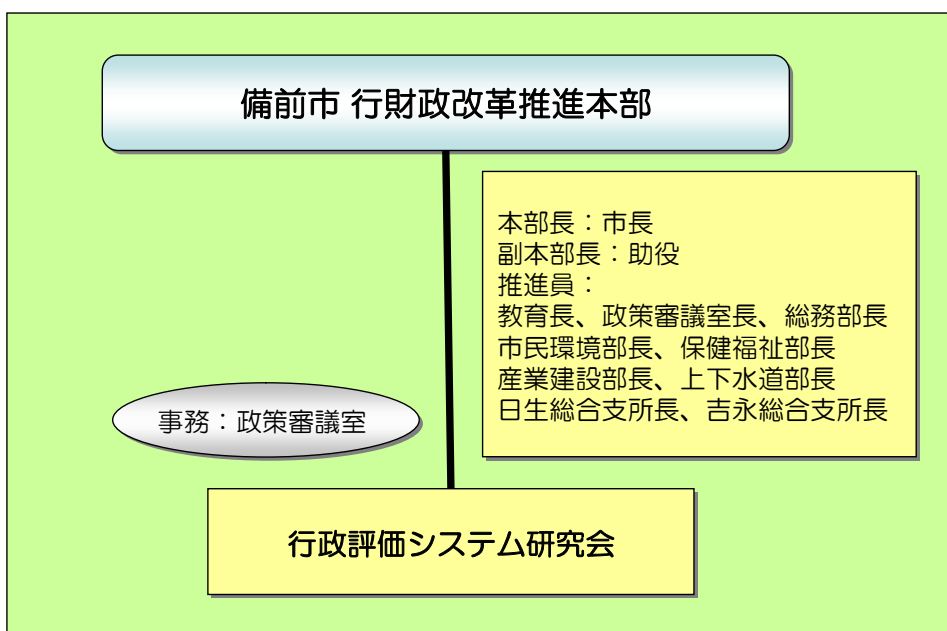 備前市 行財政改革推進本部
本部長：市長
副本部長：助役
推進員：
教育長、政策審議室長、総務部長
市民環境部長、保健福祉部長
産業建設部長、上下水道部長
日生総合支所長、吉永総合支所長
事務：政策審議室
行政評価システム研究会